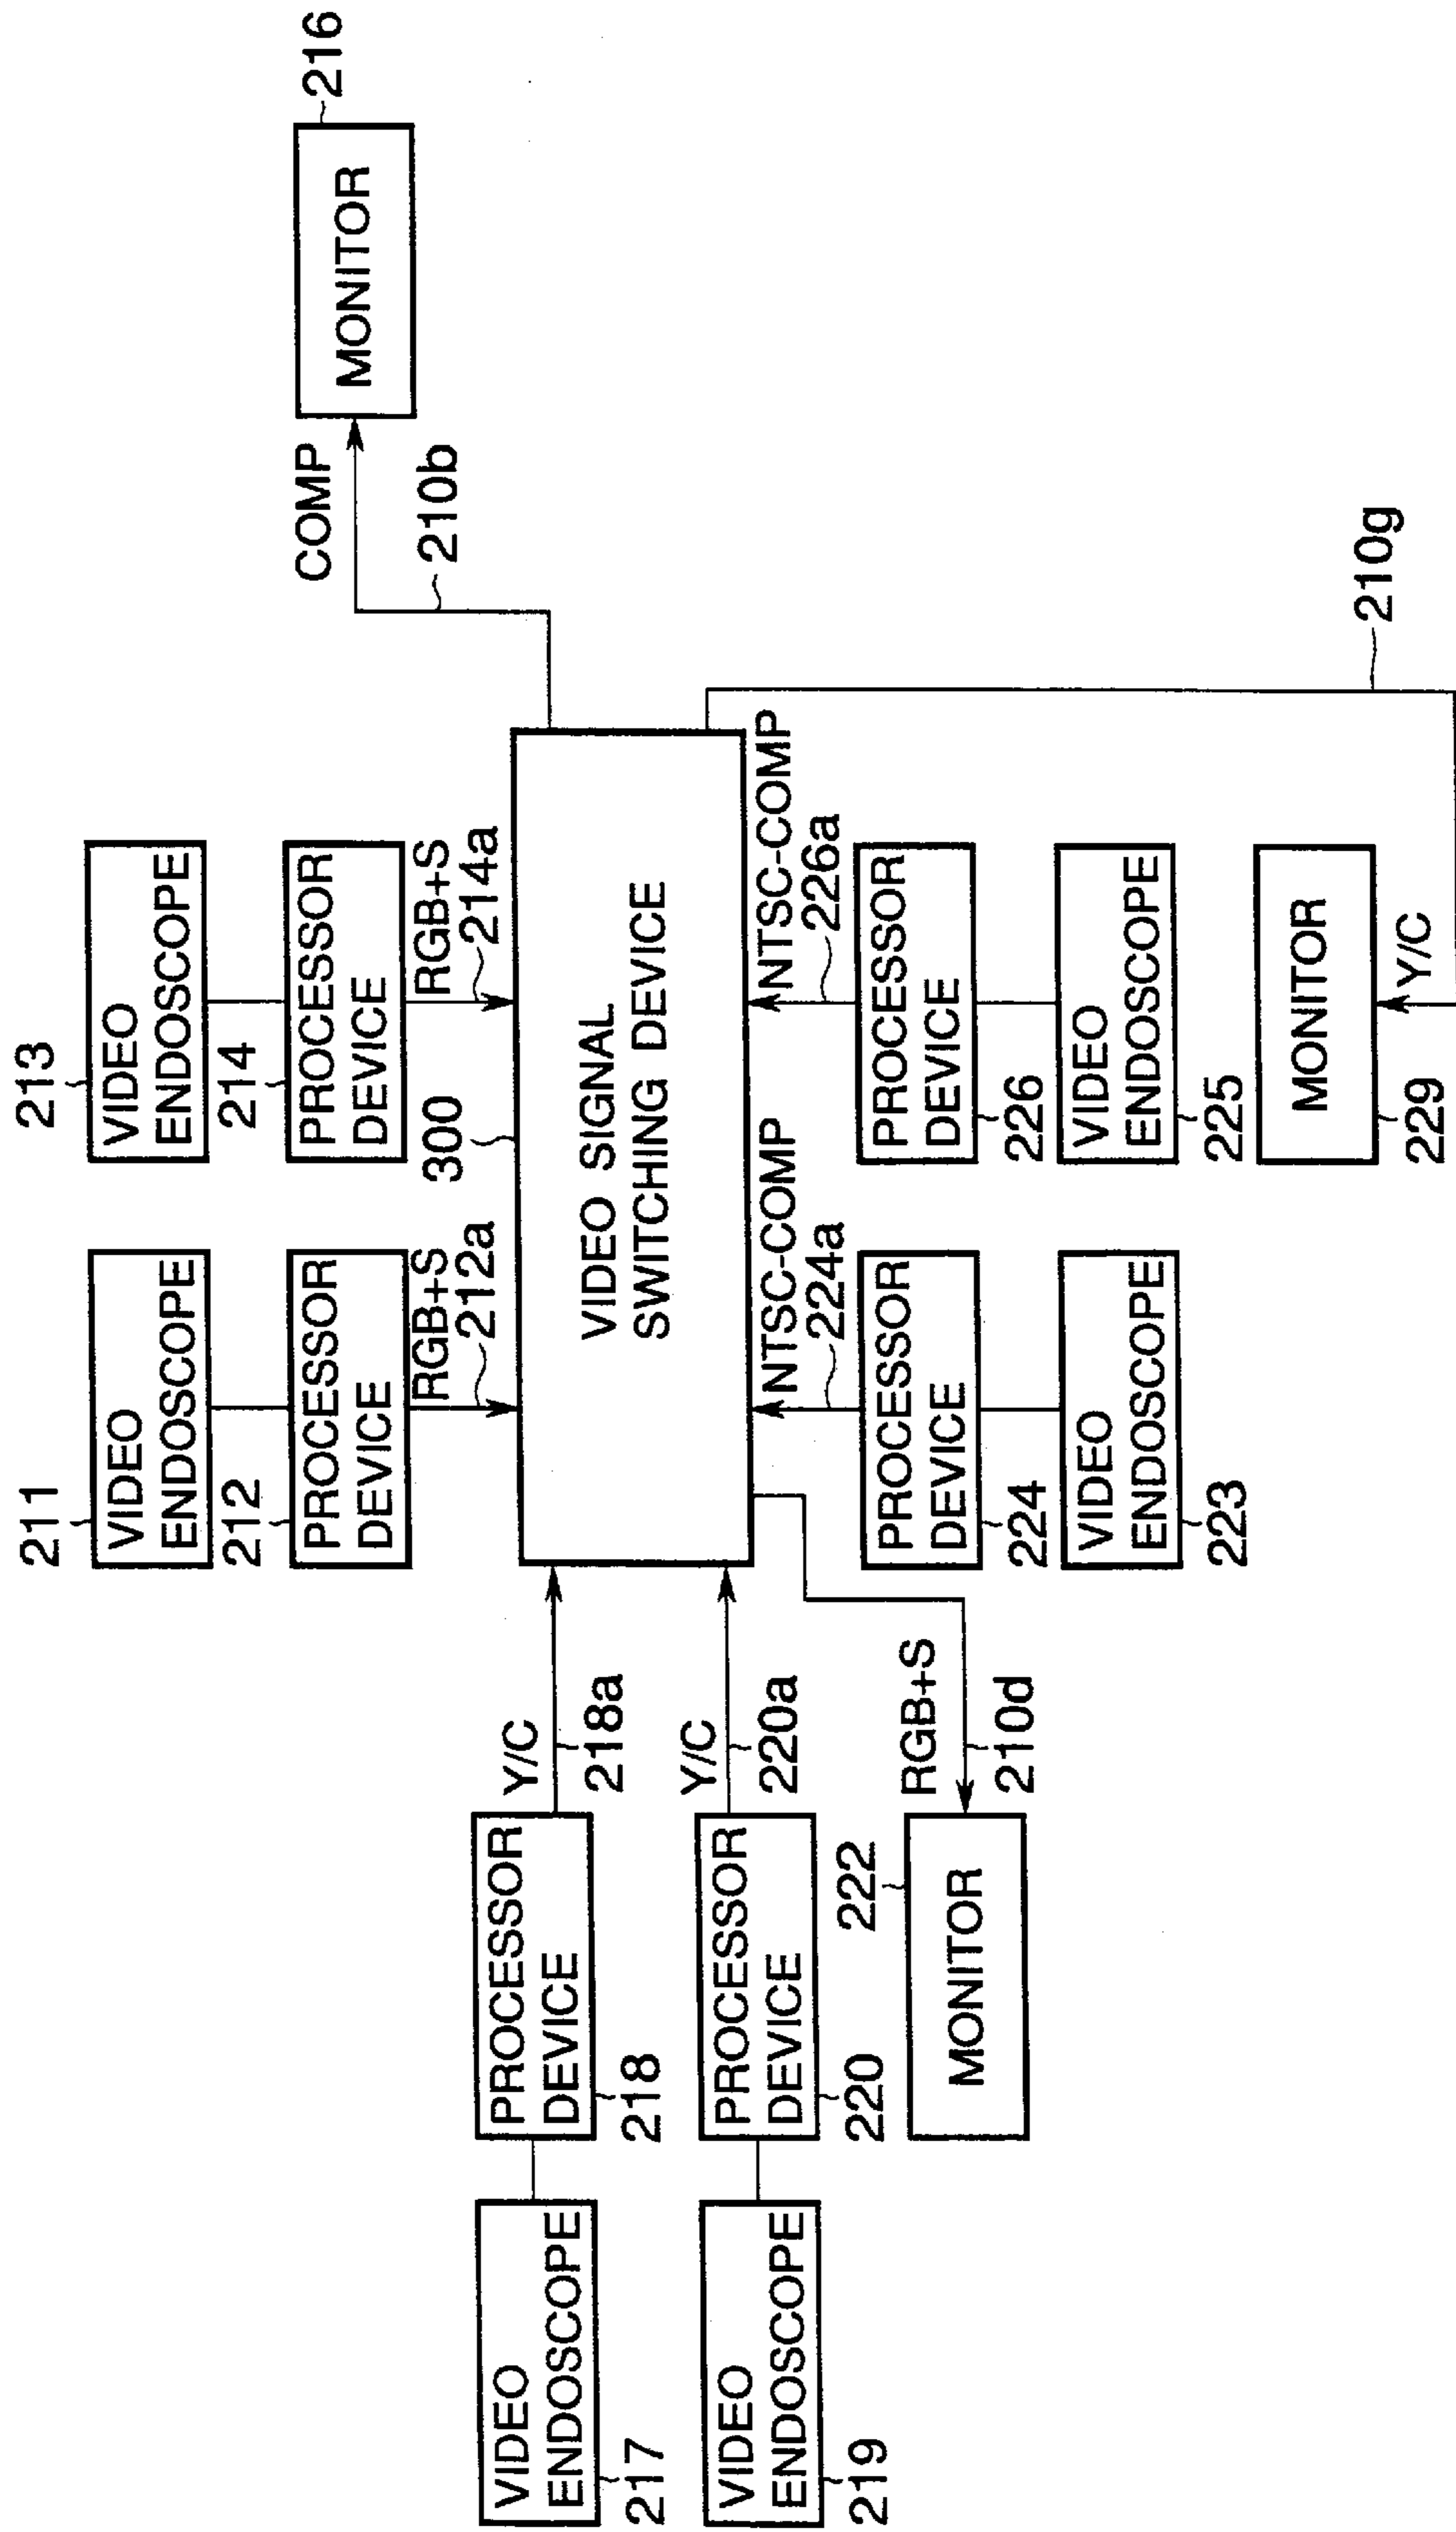 211
VIDEO
ENDOSCOPE
213
VIDEO
ENDOSCOPE
212
PROCESSOR
DEVICE
214
PROCESSOR
DEVICE
216
MONITOR
RGB+S
212a
RGB+S
214a
COMP
210b
300
VIDEO SIGNAL
SWITCHING DEVICE
VIDEO
ENDOSCOPE
217
PROCESSOR
DEVICE
218
Y/C
218a
VIDEO
ENDOSCOPE
219
PROCESSOR
DEVICE
220
Y/C
220a
NTSC-COMP
224a
NTSC-COMP
226a
222
MONITOR
RGB+S
210d
PROCESSOR
DEVICE
224
PROCESSOR
DEVICE
226
VIDEO
ENDOSCOPE
223
VIDEO
ENDOSCOPE
225
MONITOR
229
Y/C
210g